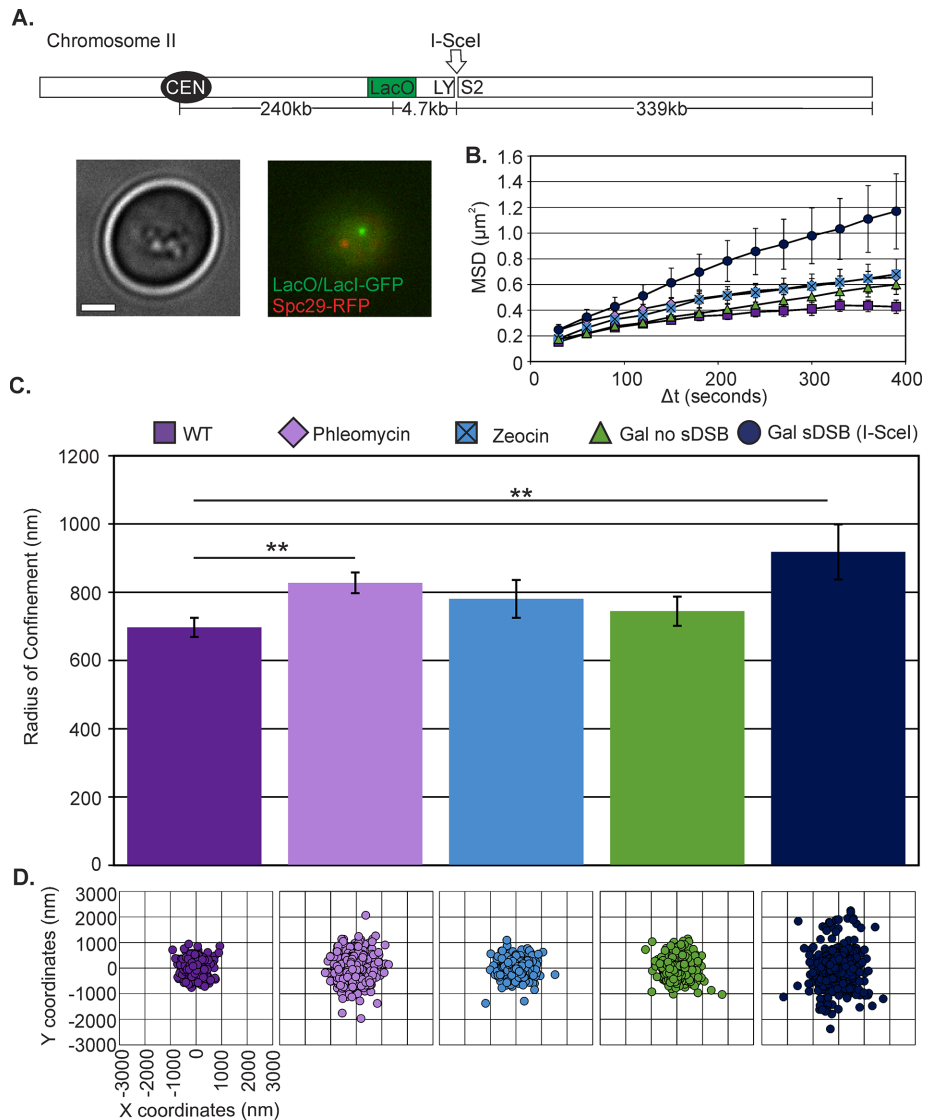 A.
Chromosome II
I-SceI
CEN
LacO
LY
S2
240kb
4.7kb
339kb
LacO/LacI-GFP
Spc29-RFP
B.
MSD (μm²)
1.6
1.4
1.2
1.0
0.8
0.6
0.4
0.2
0
0 100 200 300 400
Δt (seconds)
C.
WT
Phleomycin
Zeocin
Gal no sDSB
Gal sDSB (I-SceI)
Radius of Confinement (nm)
1200
1000
800
600
400
200
0
**
**
D.
Y coordinates (nm)
3000
2000
1000
0
-1000
-2000
-3000
-3000
-2000
-1000
0
1000
2000
3000
X coordinates (nm)